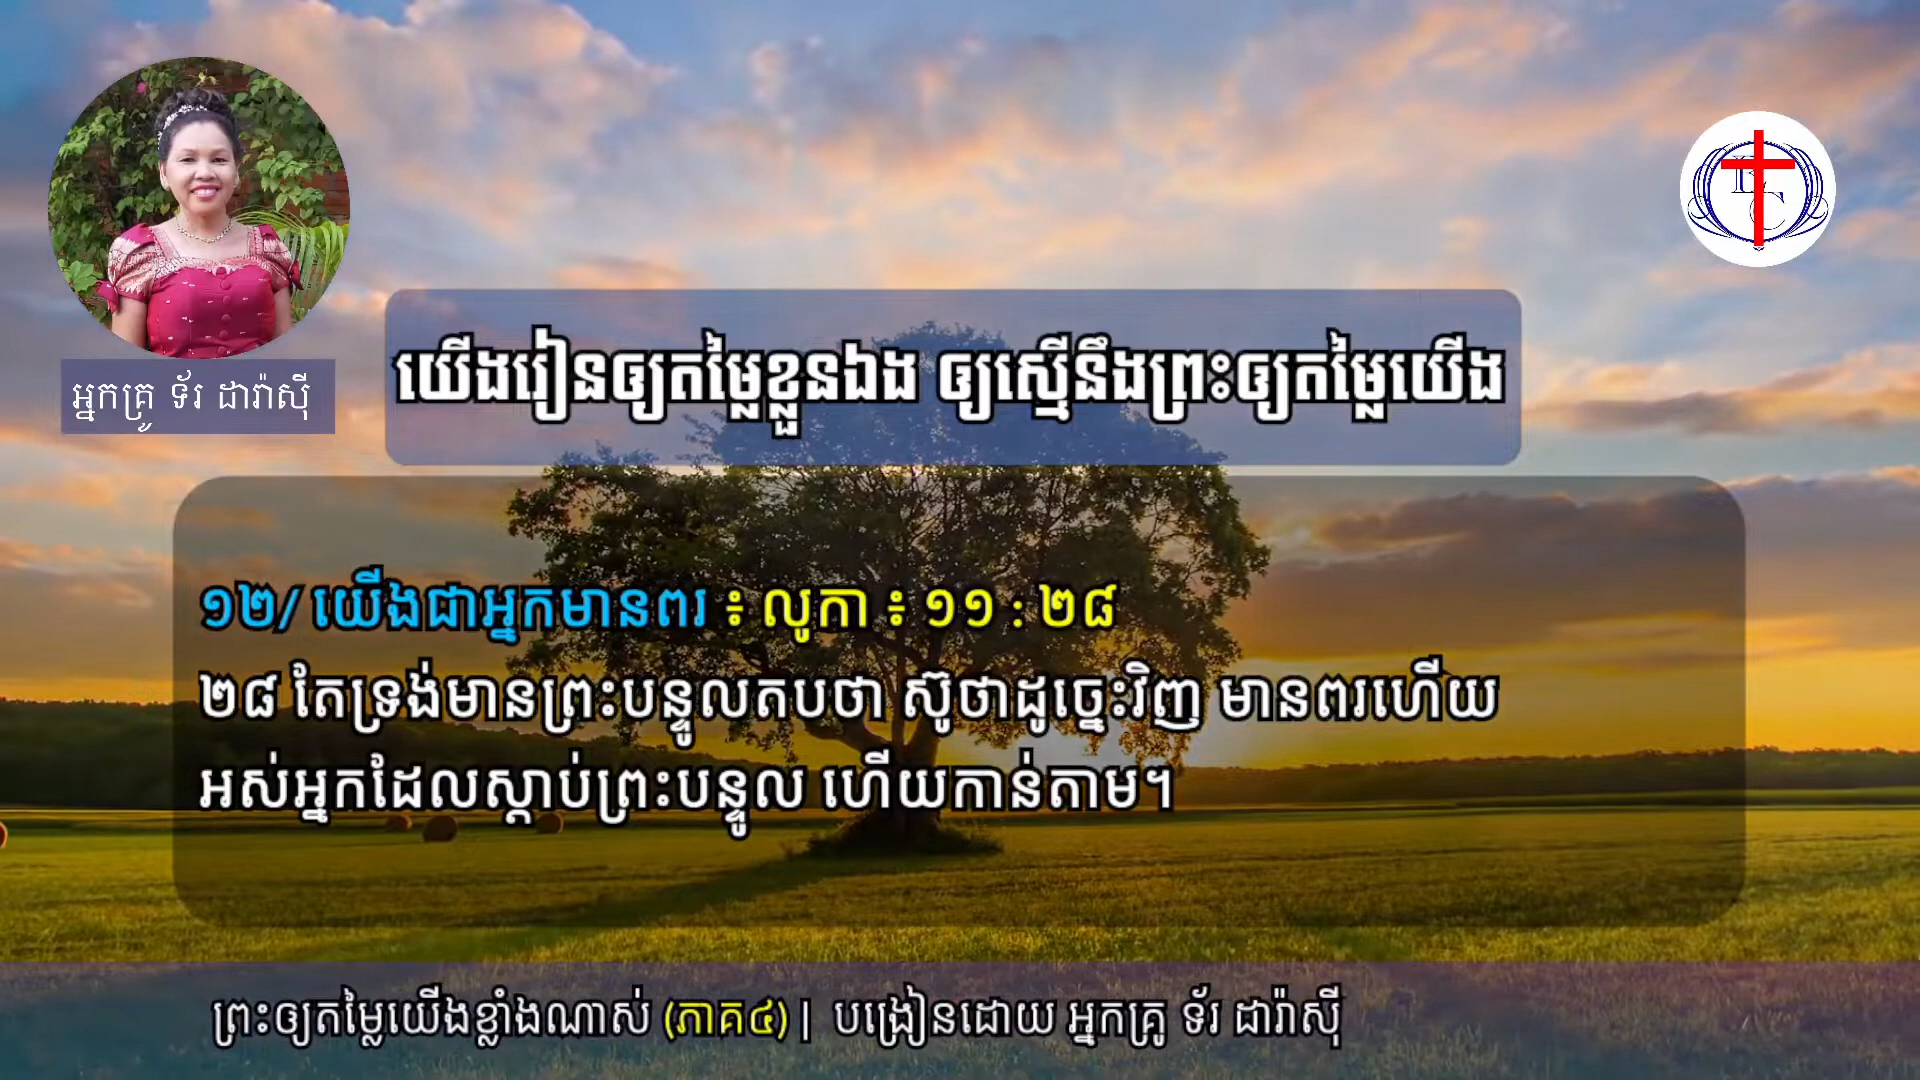 អ្នកគ្រូ ទ័រ ដារ៉ាស៊ី
យើងរៀនឲ្យតម្លៃខ្លួនឯង ឲ្យស្មើនឹងព្រះឲ្យតម្លៃយើង
១២/ យើងជាអ្នកមានពរ ៖ លូកា ៖ ១១ : ២៨
២៨ តែទ្រង់មានព្រះបន្ទូលតបថា ស៊ូថាដូច្នេះវិញ មានពរហើយ
អស់អ្នកដែលស្តាប់ព្រះបន្ទូល ហើយកាន់តាម។
ព្រះឲ្យតម្លៃយើងខ្លាំងណាស់ (ភាគ៤) | បង្រៀនដោយ អ្នកគ្រូ ទ័រ ដារ៉ាស៊ី